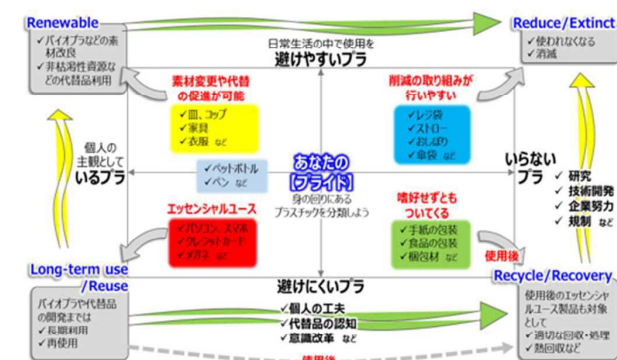 Renewable
Reduce/Extinct
✓バイオプラなどの素
材改良
✓非枯渇性資源な
どの代替品利用
日常生活の中で使用を
避けやすいプラ
✓使われなくなる
✓消滅
素材変更や代替
の促進が可能
削減の取り組みが
行いやすい
✓皿、コップ
✓家具
✓衣服 など
✓レジ袋
✓ストロー
✓おしぼり
✓傘袋 など
個人の
主観として
いるプラ
✓ペットボトル
✓ペン など
あなたの
【プライド】
身の回りにある
プラスチックを分類しよう
いらない
プラ
✓ 研究
✓ 技術開発
✓ 企業努力
✓ 規制 など
エッセンシャルユース
嗜好せずとも
ついてくる
✓パソコン、スマホ
✓クレジットカード
✓メガネ など
✓手紙の包装
✓食品の包装
✓梱包材 など
使用後
Long-term use
/Reuse
避けにくいプラ
Recycle/Recovery
バイオプラや代替品
の開発までは
✓長期利用
✓再使用
✓個人の工夫
✓代替品の認知
✓意識改革 など
使用後のエッセンシャ
ルユース製品も対象
として
✓適切な回収・処理
✓熱回収など
使用後